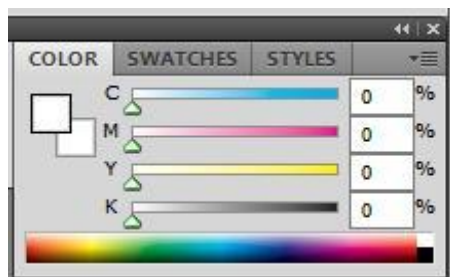 COLOR SWATCHES STYLES
C 0 %
M 0 %
Y 0 %
K 0 %